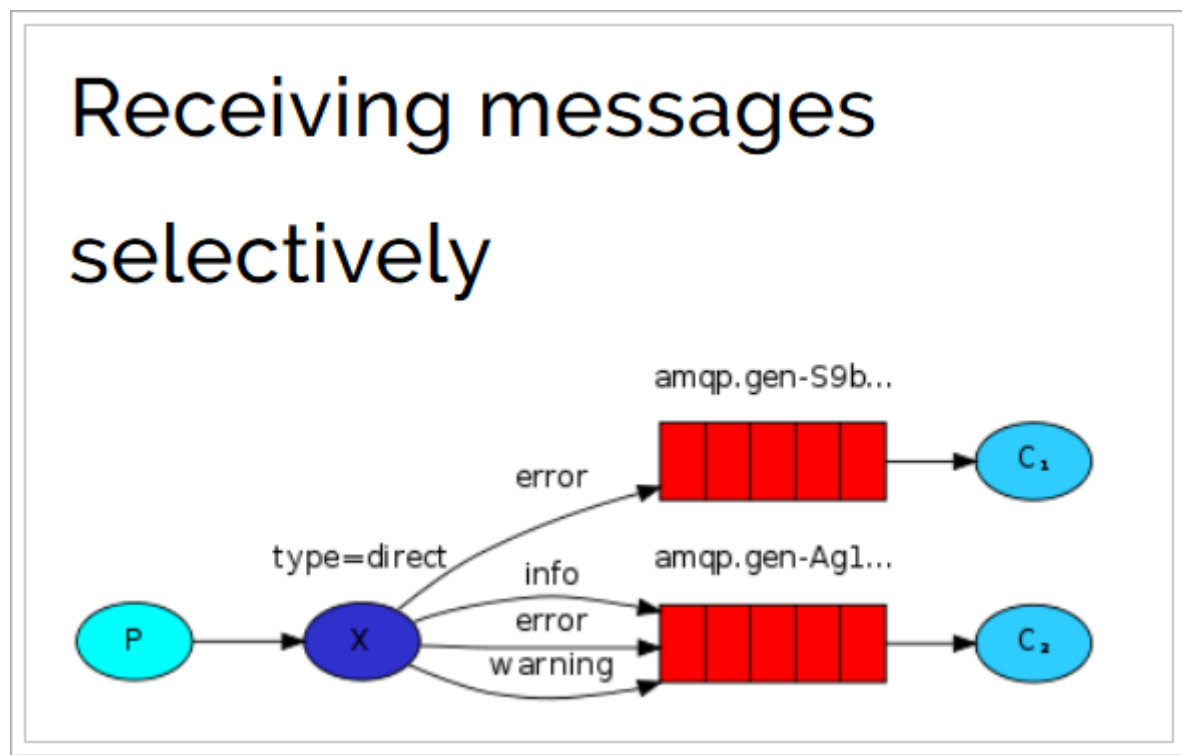 Receiving messages
selectively
amqp.gen-S9b...
C₁
error
type=direct
amqp.gen-Ag1...
info
error
P
X
C₂
warning